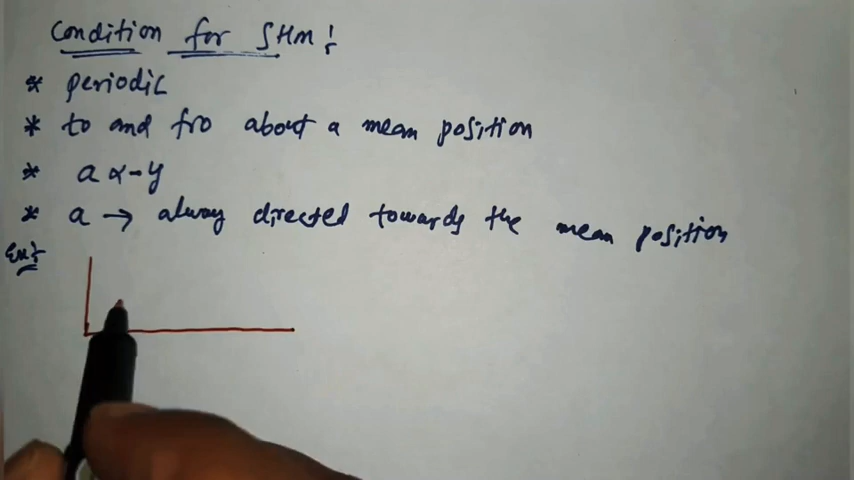 Condition for SHM :
* periodic
* to and fro about a mean position
* a α - y
* a → alway directed towards the mean position
Ex: